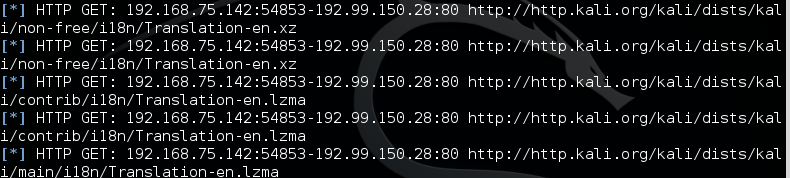 [*] HTTP GET: 192.168.75.142:54853-192.99.150.28:80 http://http.kali.org/kali/dists/kal
i/non-free/i18n/Translation-en.xz
[*] HTTP GET: 192.168.75.142:54853-192.99.150.28:80 http://http.kali.org/kali/dists/kal
i/non-free/i18n/Translation-en.xz
[*] HTTP GET: 192.168.75.142:54853-192.99.150.28:80 http://http.kali.org/kali/dists/kal
i/contrib/i18n/Translation-en.lzma
[*] HTTP GET: 192.168.75.142:54853-192.99.150.28:80 http://http.kali.org/kali/dists/kal
i/contrib/i18n/Translation-en.lzma
[*] HTTP GET: 192.168.75.142:54853-192.99.150.28:80 http://http.kali.org/kali/dists/kal
i/main/i18n/Translation-en.lzma